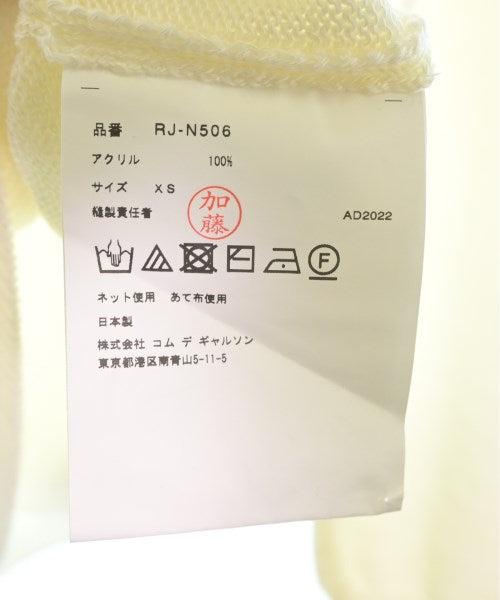 品番 RJ-N506
アクリル 100%
サイズ XS
縫製責任者 加藤 AD2022
F
ネット使用 あて布使用
日本製
株式会社 コム デ ギャルソン
東京都港区南青山5-11-5